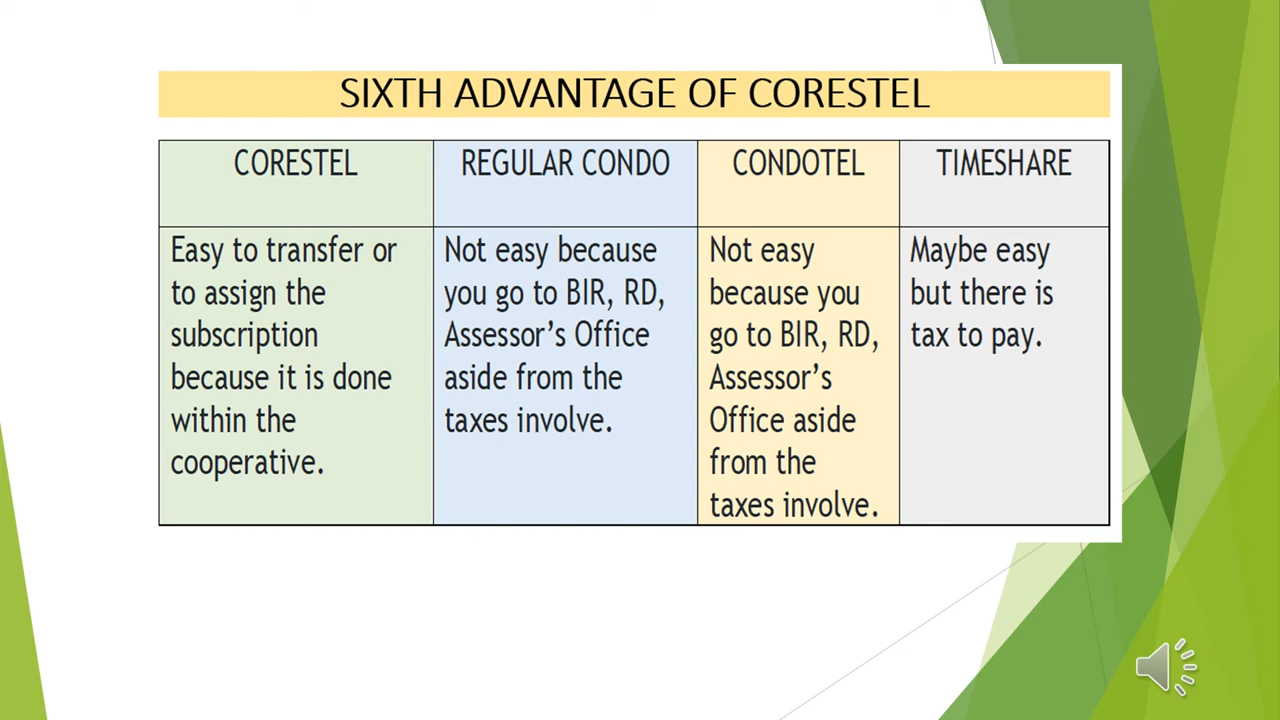 SIXTH ADVANTAGE OF CORESTEL
CORESTEL
REGULAR CONDO
CONDOTEL
TIMESHARE
Easy to transfer or
to assign the
subscription
because it is done
within the
cooperative.
Not easy because
you go to BIR, RD,
Assessor’s Office
aside from the
taxes involve.
Not easy
because you
go to BIR, RD,
Assessor’s
Office aside
from the
taxes involve.
Maybe easy
but there is
tax to pay.